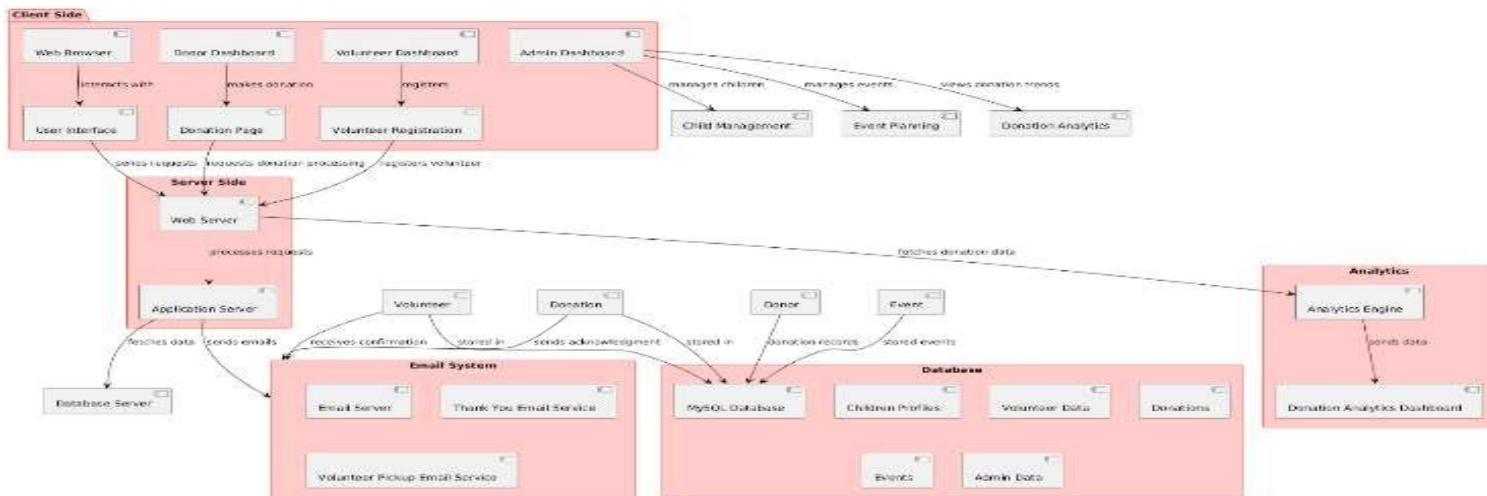 Client Side
Web Browser
Donor Dashboard
Volunteer Dashboard
Admin Dashboard
interacts with
makes donation
registers
manages children
manages events
views donation trends
User Interface
Donation Page
Volunteer Registration
Child Management
Event Planning
Donation Analytics
sends requests
requests donation processing
registers volunteer
Server Side
Web Server
processes requests
fetches donation data
Analytics
Application Server
Volunteer
Donation
Donor
Event
Analytics Engine
fetches data
sends emails
receives confirmation
stored in
sends acknowledgment
stored in
donation records
stored events
sends data
Email System
Database
Database Server
Email Server
Thank You Email Service
MySQL Database
Children Profiles
Volunteer Data
Donations
Donation Analytics Dashboard
Volunteer Pickup Email Service
Events
Admin Data